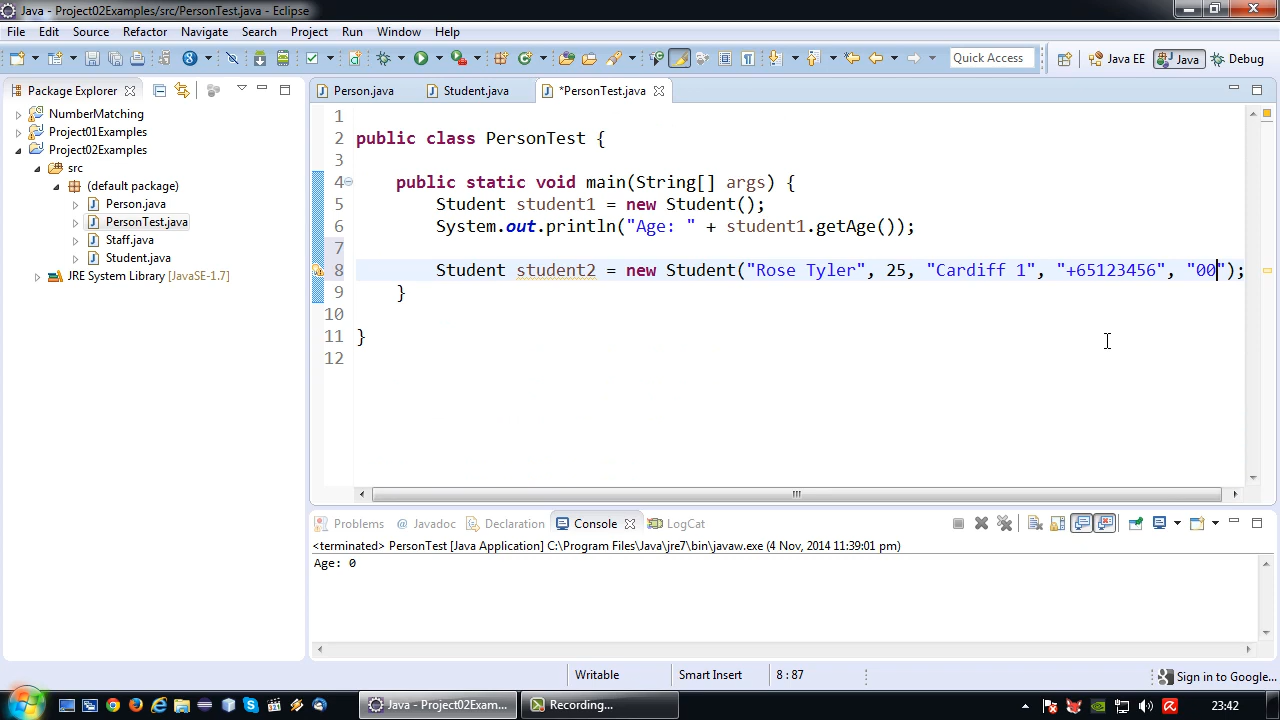 Java - Project02Examples/src/PersonTest.java - Eclipse
File Edit Source Refactor Navigate Search Project Run Window Help
Quick Access Java EE Java Debug
Package Explorer Person.java Student.java *PersonTest.java
NumberMatching
Project01Examples
Project02Examples
src
(default package)
Person.java
PersonTest.java
Staff.java
Student.java
JRE System Library [JavaSE-1.7]
1
2 public class PersonTest {
3
4 public static void main(String[] args) {
5 Student student1 = new Student();
6 System.out.println("Age: " + student1.getAge());
7
8 Student student2 = new Student("Rose Tyler", 25, "Cardiff 1", "+65123456", "00");
9 }
10
11 }
12
Problems @ Javadoc Declaration Console LogCat
<terminated> PersonTest [Java Application] C:\Program Files\Java\jre7\bin\javaw.exe (4 Nov, 2014 11:39:01 pm)
Age: 0
Writable Smart Insert 8 : 87 Sign in to Google...
Java - Project02Exam... Recording... 23:42